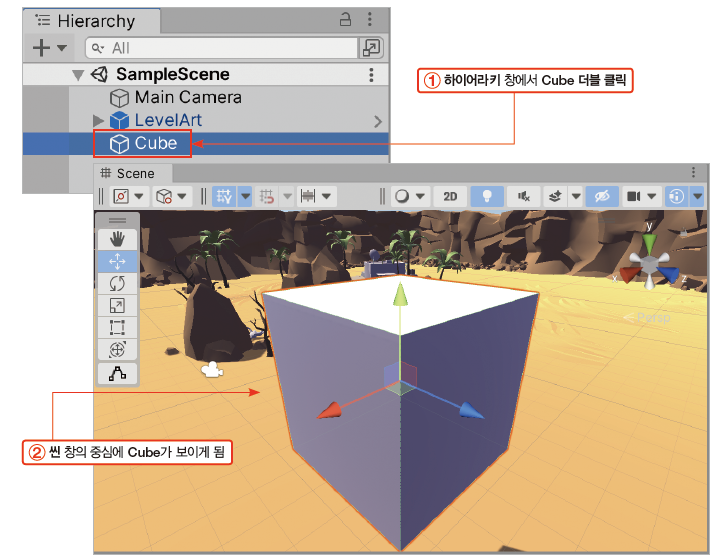 Hierarchy
All
SampleScene
Main Camera
LevelArt
Cube
① 하이어라키 창에서 Cube 더블 클릭
Scene
2D
y
x
z
< Persp
② 씬 창의 중심에 Cube가 보이게 됨